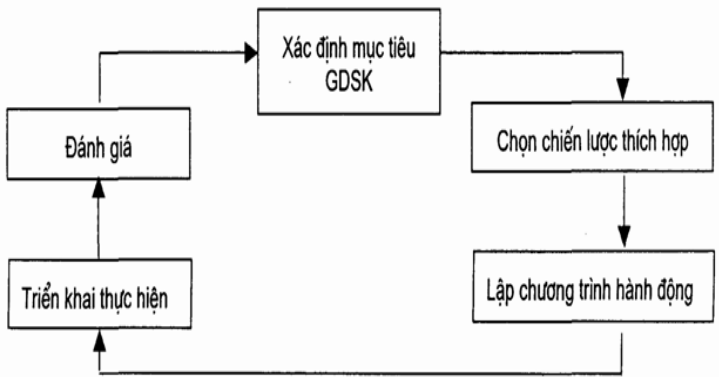 Xác định mục tiêu
GDSK
Đánh giá
Chọn chiến lược thích hợp
Triển khai thực hiện
Lập chương trình hành động